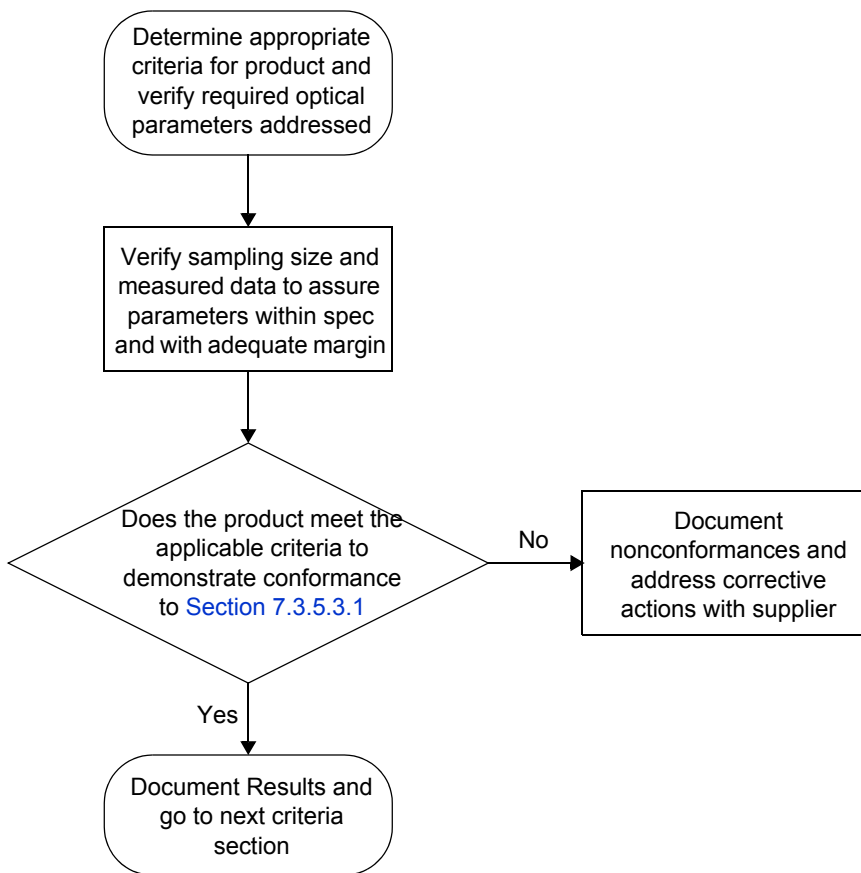 Determine appropriate
criteria for product and
verify required optical
parameters addressed
Verify sampling size and
measured data to assure
parameters within spec
and with adequate margin
Does the product meet the
applicable criteria to
demonstrate conformance
to Section 7.3.5.3.1
No
Document
nonconformances and
address corrective
actions with supplier
Yes
Document Results and
go to next criteria
section